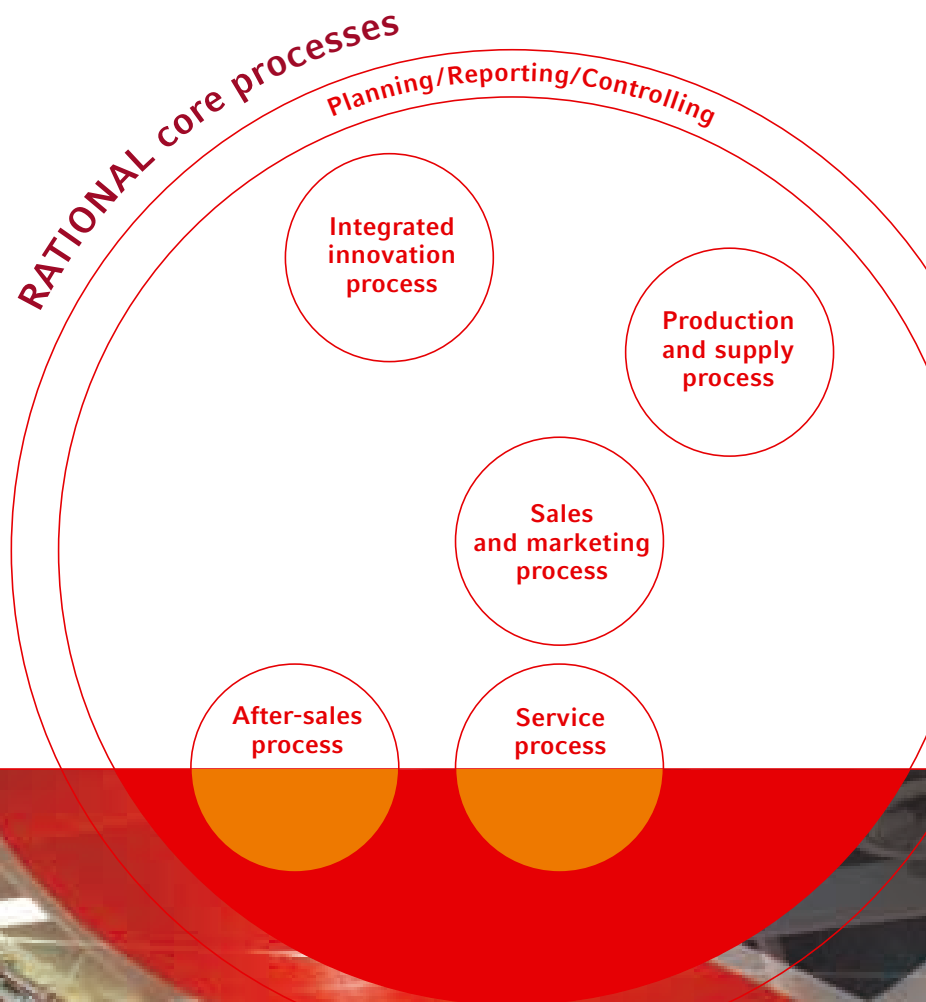 RATIONAL core processes
Planning/Reporting/Controlling
Integrated
innovation
process
Production
and supply
process
Sales
and marketing
process
After-sales
process
Service
process